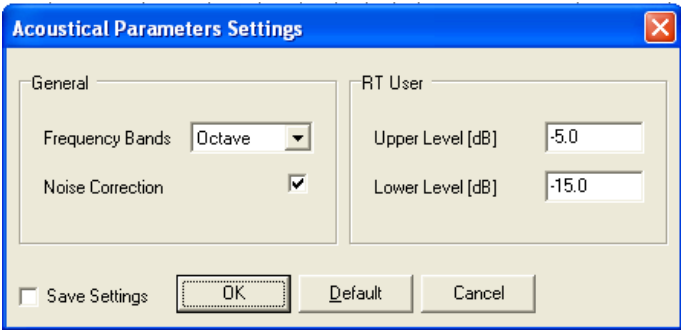 Acoustical Parameters Settings
General
Frequency Bands Octave
Noise Correction
RT User
Upper Level [dB] -5.0
Lower Level [dB] -15.0
Save Settings OK Default Cancel